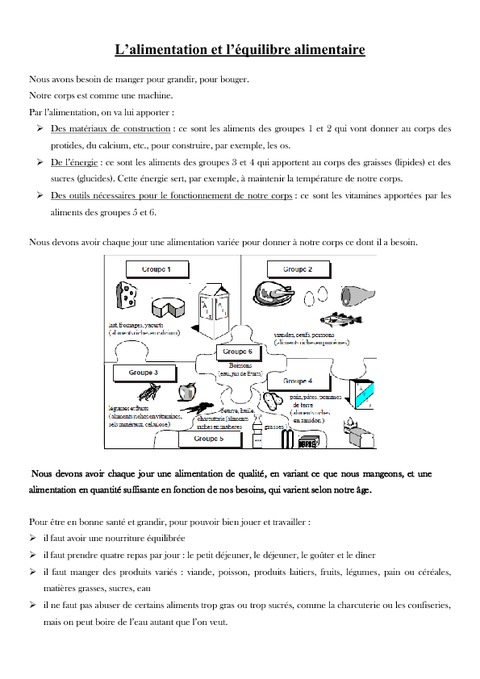 L'alimentation et l'équilibre alimentaire
Nous avons besoin de manger pour grandir, pour bouger.
Notre corps est comme une machine.
Par l'alimentation, on va lui apporter :
➢ Des matériaux de construction : ce sont les aliments des groupes 1 et 2 qui vont donner au corps des
protides, du calcium, etc., pour construire, par exemple, les os.
➢ De l'énergie : ce sont les aliments des groupes 3 et 4 qui apportent au corps des graisses (lipides) et des
sucres (glucides). Cette énergie sert, par exemple, à maintenir la température de notre corps.
➢ Des outils nécessaires pour le fonctionnement de notre corps : ce sont les vitamines apportées par les
aliments des groupes 5 et 6.
Nous devons avoir chaque jour une alimentation variée pour donner à notre corps ce dont il a besoin.
Groupe 1
Groupe 2
lait, fromages, yaourts
(aliments riches en calcium)
viandes, oeufs, poissons
(aliments riches en protéines)
Groupe 6
Boissons
(eau, jus de fruits)
Groupe 3
Groupe 4
légumes et fruits
(aliments riches en vitamines,
sels minéraux, cellulose)
beurre, huile,
charcuterie (aliments
riches en matières
grasses)
pain, pâtes, pommes
de terre
(aliments riches
en amidon)
Groupe 5
Nous devons avoir chaque jour une alimentation de qualité, en variant ce que nous mangeons, et une
alimentation en quantité suffisante en fonction de nos besoins, qui varient selon notre âge.
Pour être en bonne santé et grandir, pour pouvoir bien jouer et travailler :
➢ il faut avoir une nourriture équilibrée
➢ il faut prendre quatre repas par jour : le petit déjeuner, le déjeuner, le goûter et le dîner
➢ il faut manger des produits variés : viande, poisson, produits laitiers, fruits, légumes, pain ou céréales,
matières grasses, sucres, eau
➢ il ne faut pas abuser de certains aliments trop gras ou trop sucrés, comme la charcuterie ou les confiseries,
mais on peut boire de l'eau autant que l'on veut.